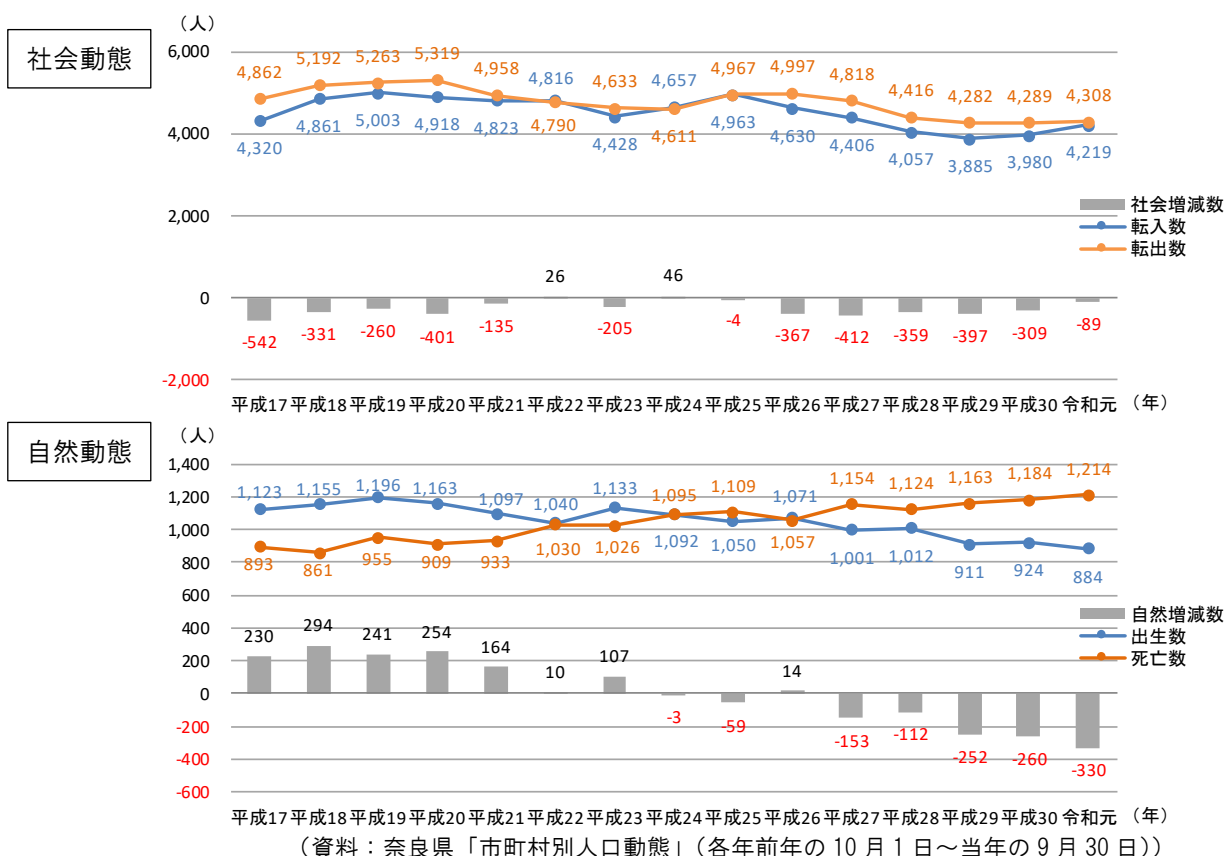 社会動態
（人）
6,000
4,862 5,192 5,263 5,319 4,958 4,816 4,633 4,657 4,967 4,997 4,818 4,416 4,282 4,289 4,308
4,000
4,320 4,861 5,003 4,918 4,823 4,790 4,428 4,611 4,963 4,630 4,406 4,057 3,885 3,980 4,219
2,000
社会増減数
転入数
転出数
26 46
0
-542 -331 -260 -401 -135 -205 -4 -367 -412 -359 -397 -309 -89
-2,000
平成17 平成18 平成19 平成20 平成21 平成22 平成23 平成24 平成25 平成26 平成27 平成28 平成29 平成30 令和元 （年）
自然動態
（人）
1,400
1,123 1,155 1,196 1,163 1,097 1,040 1,133 1,095 1,109 1,071 1,154 1,124 1,163 1,184 1,214
1,200
1,000
893 861 955 909 933 1,030 1,026 1,092 1,050 1,057 1,001 1,012 911 924 884
800
600
自然増減数
出生数
死亡数
400
230 294 241 254 164 10 107 14
200
0
-3 -59 -153 -112 -252 -260 -330
-200
-400
-600
平成17 平成18 平成19 平成20 平成21 平成22 平成23 平成24 平成25 平成26 平成27 平成28 平成29 平成30 令和元 （年）
（資料：奈良県「市町村別人口動態」（各年前年の 10 月 1 日～当年の 9 月 30 日））